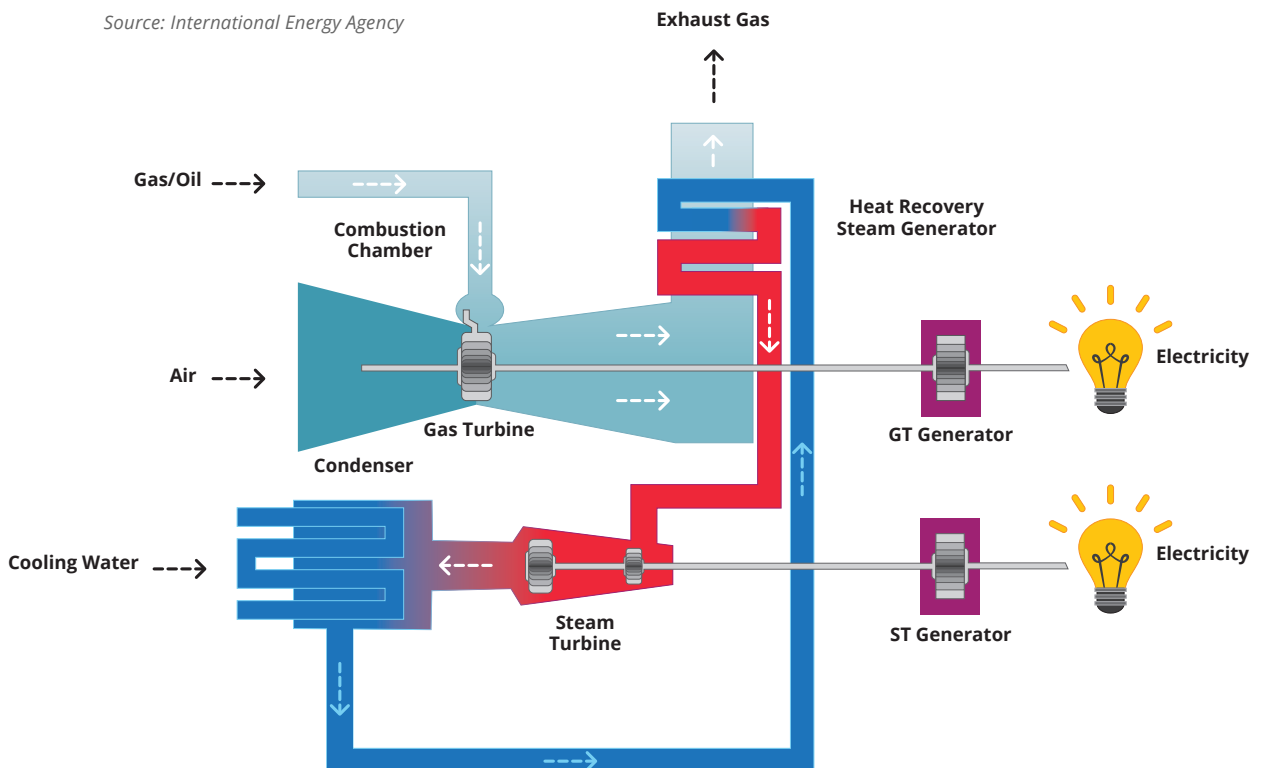 Source: International Energy Agency
Exhaust Gas
Gas/Oil
Combustion
Chamber
Heat Recovery
Steam Generator
Air
Electricity
Gas Turbine
GT Generator
Condenser
Cooling Water
Electricity
Steam
Turbine
ST Generator